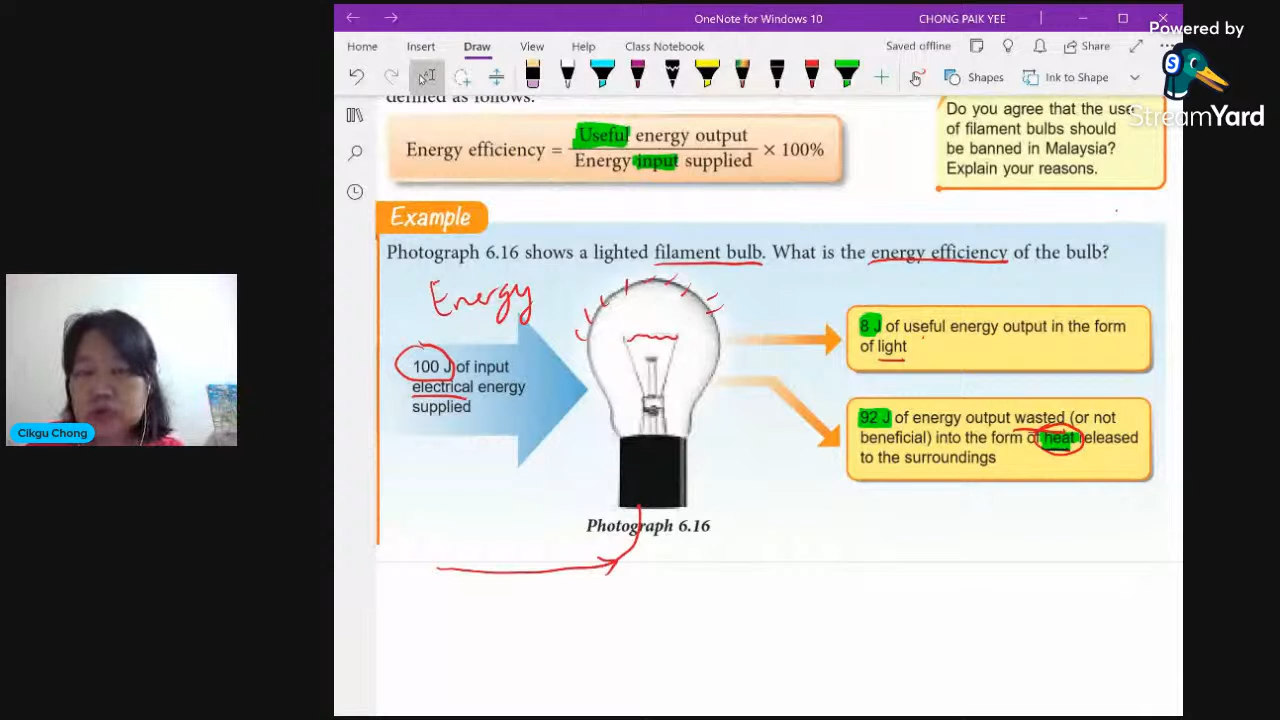 OneNote for Windows 10
CHONG PAIK YEE
Powered by
StreamYard
Home
Insert
Draw
View
Help
Class Notebook
Saved offline
Share
Shapes
Ink to Shape
defined as follows.
Energy efficiency = Useful energy output / Energy input supplied × 100%
Do you agree that the use
of filament bulbs should
be banned in Malaysia?
Explain your reasons.
Example
Photograph 6.16 shows a lighted filament bulb. What is the energy efficiency of the bulb?
Energy
100 J of input
electrical energy
supplied
8 J of useful energy output in the form
of light
92 J of energy output wasted (or not
beneficial) into the form of heat released
to the surroundings
Photograph 6.16
Cikgu Chong